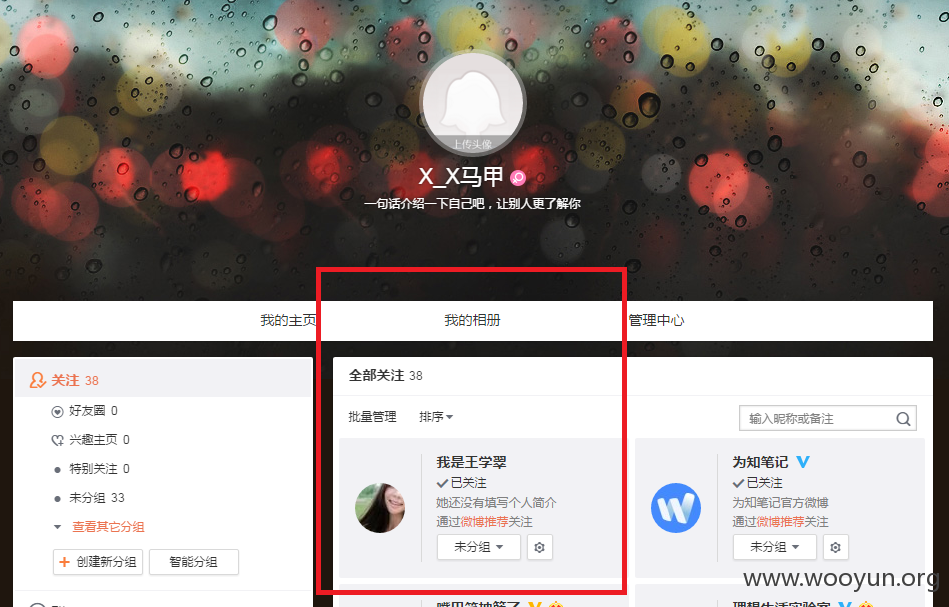 上传头像
X_X马甲
一句话介绍一下自己吧，让别人更了解你
我的主页
我的相册
管理中心
关注 38
好友圈 0
兴趣主页 0
特别关注 0
未分组 33
查看其它分组
+ 创建新分组
智能分组
全部关注 38
批量管理
排序
输入昵称或备注
我是王学翠
已关注
她还没有填写个人简介
通过微博推荐关注
未分组
为知笔记
已关注
为知笔记官方微博
通过微博推荐关注
未分组
www.wooyun.org